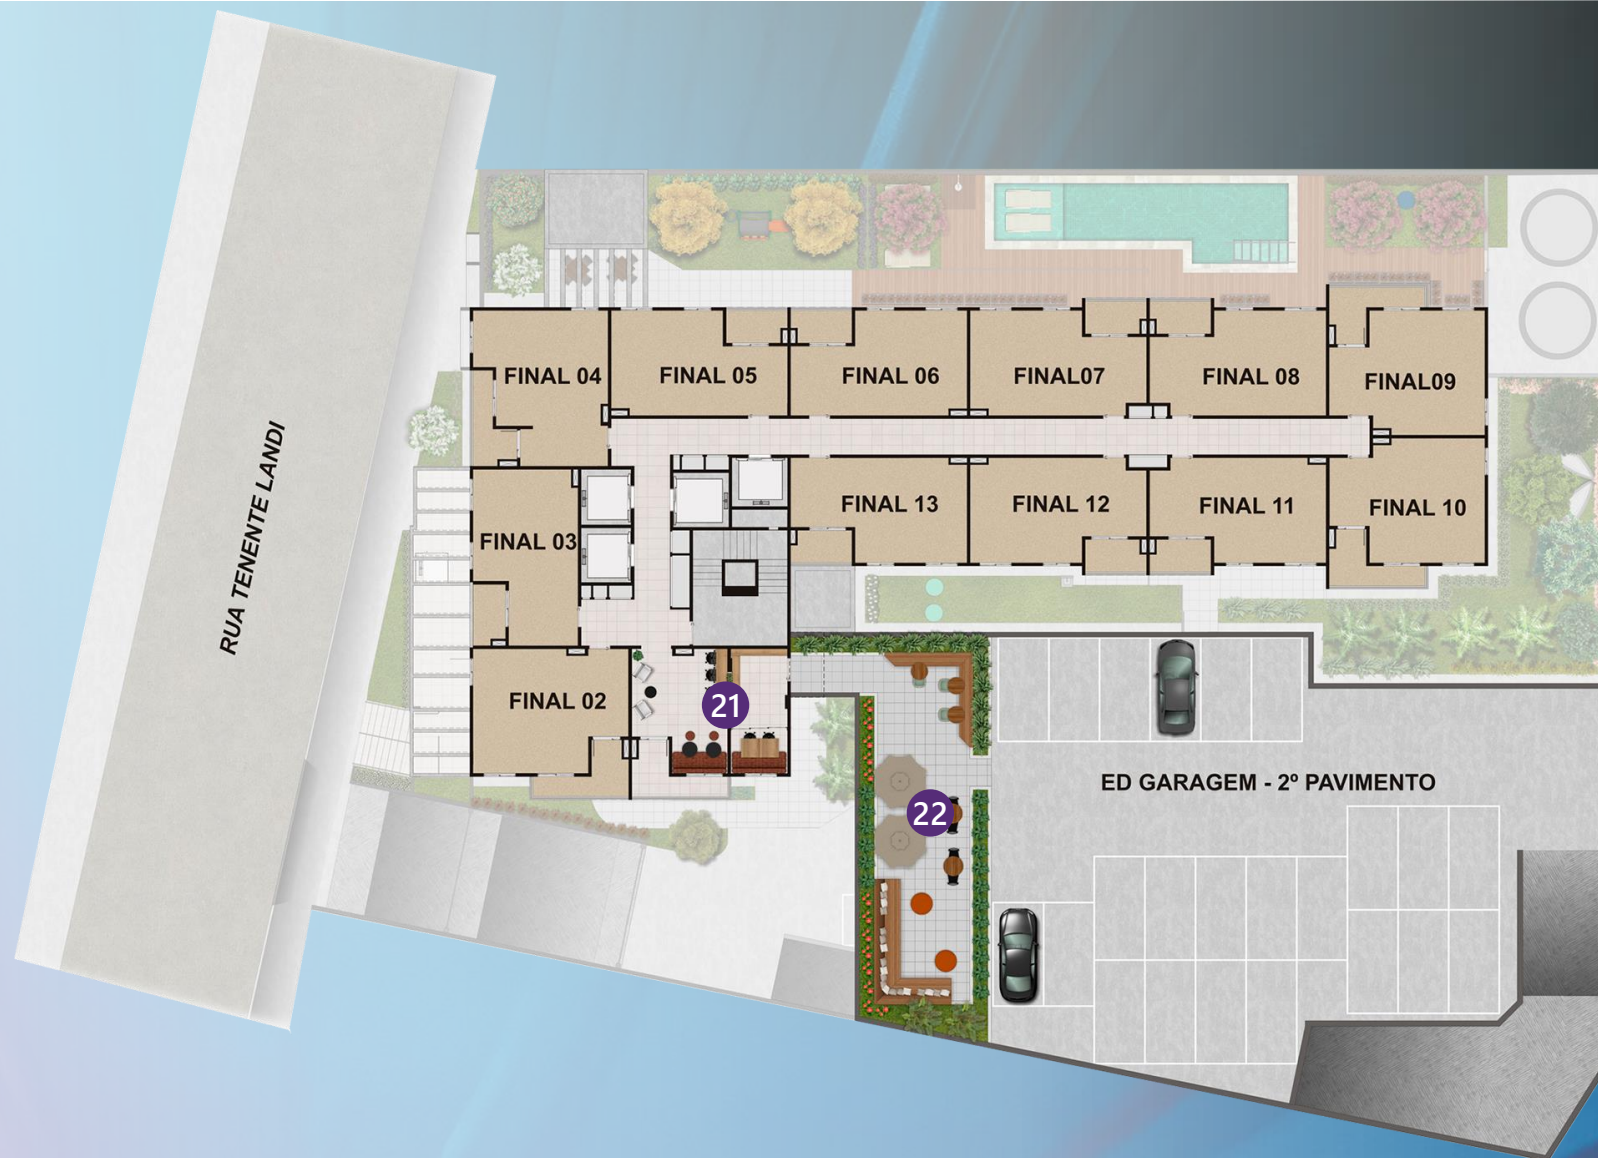 FINAL 04
FINAL 05
FINAL 06
FINAL07
FINAL 08
FINAL09
RUA TENENTE LANDI
FINAL 03
FINAL 13
FINAL 12
FINAL 11
FINAL 10
FINAL 02
21
22
ED GARAGEM - 2º PAVIMENTO